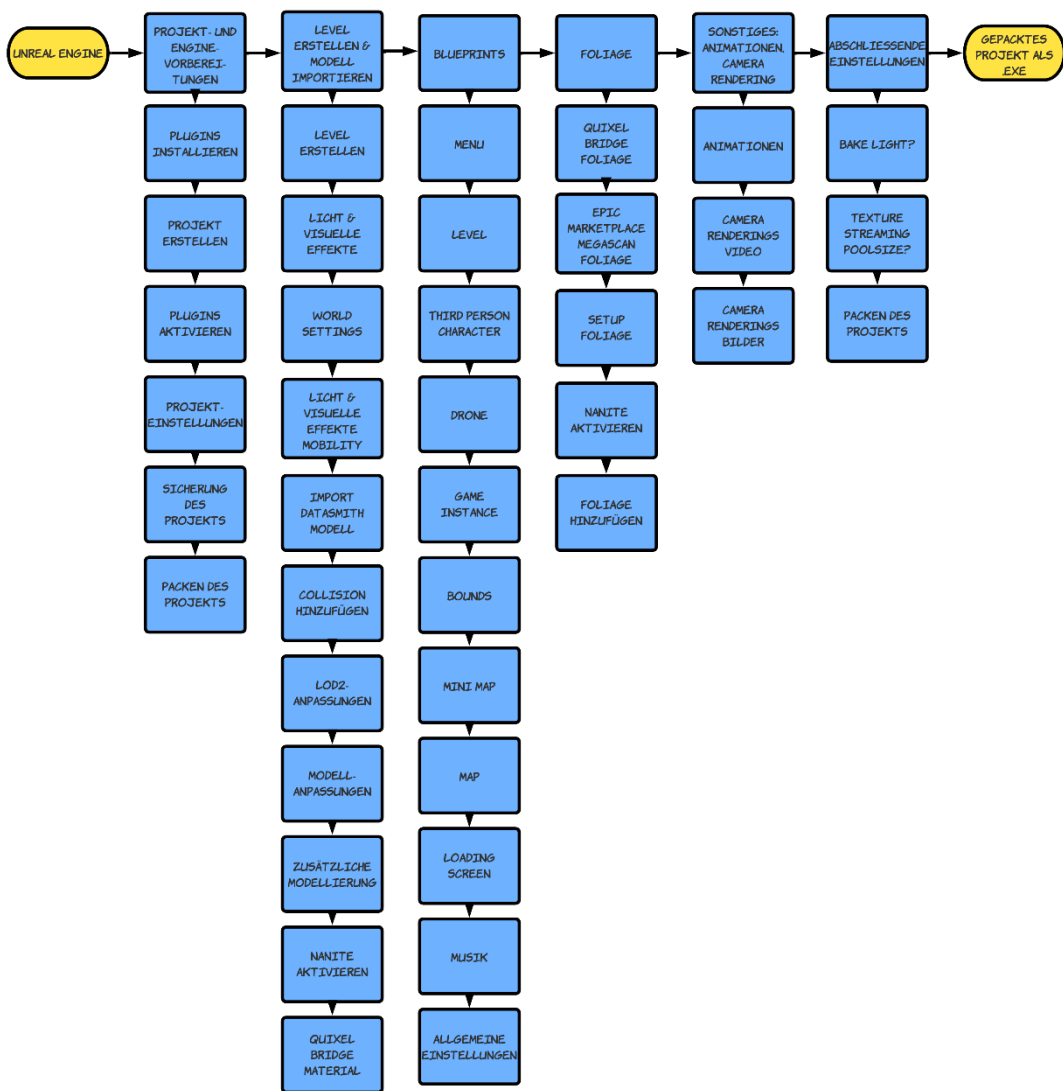 UNREAL ENGINE
PROJEKT- UND
ENGINE-
VORBEREI-
TUNGEN
LEVEL
ERSTELLEN &
MODELL
IMPORTIEREN
BLUEPRINTS
FOLIAGE
SONSTIGES:
ANIMATIONEN,
CAMERA
RENDERING
ABSCHLIESSENDE
EINSTELLUNGEN
GEPACKTES
PROJEKT ALS
.EXE
PLUGINS
INSTALLIEREN
PROJEKT
ERSTELLEN
PLUGINS
AKTIVIEREN
PROJEKT-
EINSTELLUNGEN
SICHERUNG
DES
PROJEKTS
PACKEN DES
PROJEKTS
LEVEL
ERSTELLEN
LICHT &
VISUELLE
EFFEKTE
WORLD
SETTINGS
LICHT &
VISUELLE
EFFEKTE
MOBILITY
IMPORT
DATASMITH
MODELL
COLLISION
HINZUFÜGEN
LOD2-
ANPASSUNGEN
MODELL-
ANPASSUNGEN
ZUSÄTZLICHE
MODELLIERUNG
NANITE
AKTIVIEREN
QUIXEL
BRIDGE
MATERIAL
MENU
LEVEL
THIRD PERSON
CHARACTER
DRONE
GAME
INSTANCE
BOUNDS
MINI MAP
MAP
LOADING
SCREEN
MUSIK
ALLGEMEINE
EINSTELLUNGEN
QUIXEL
BRIDGE
FOLIAGE
EPIC
MARKETPLACE
MEGASCAN
FOLIAGE
SETUP
FOLIAGE
NANITE
AKTIVIEREN
FOLIAGE
HINZUFÜGEN
ANIMATIONEN
CAMERA
RENDERINGS
VIDEO
CAMERA
RENDERINGS
BILDER
BAKE LIGHT?
TEXTURE
STREAMING
POOLSIZE?
PACKEN DES
PROJEKTS